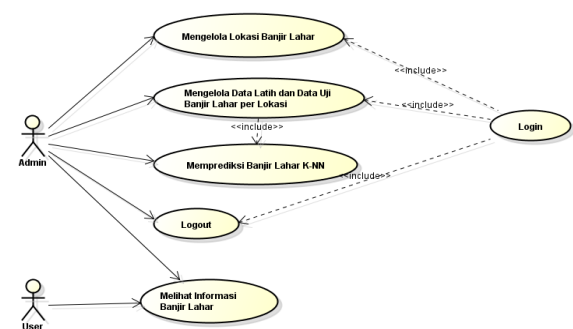 Mengelola Lokasi Banjir Lahar
<<include>>
Mengelola Data Latih dan Data Uji
Banjir Lahar per Lokasi
<<include>>
<<include>>
Login
Admin
Memprediksi Banjir Lahar K-NN
<<include>>
Logout
Melihat Informasi
Banjir Lahar
User